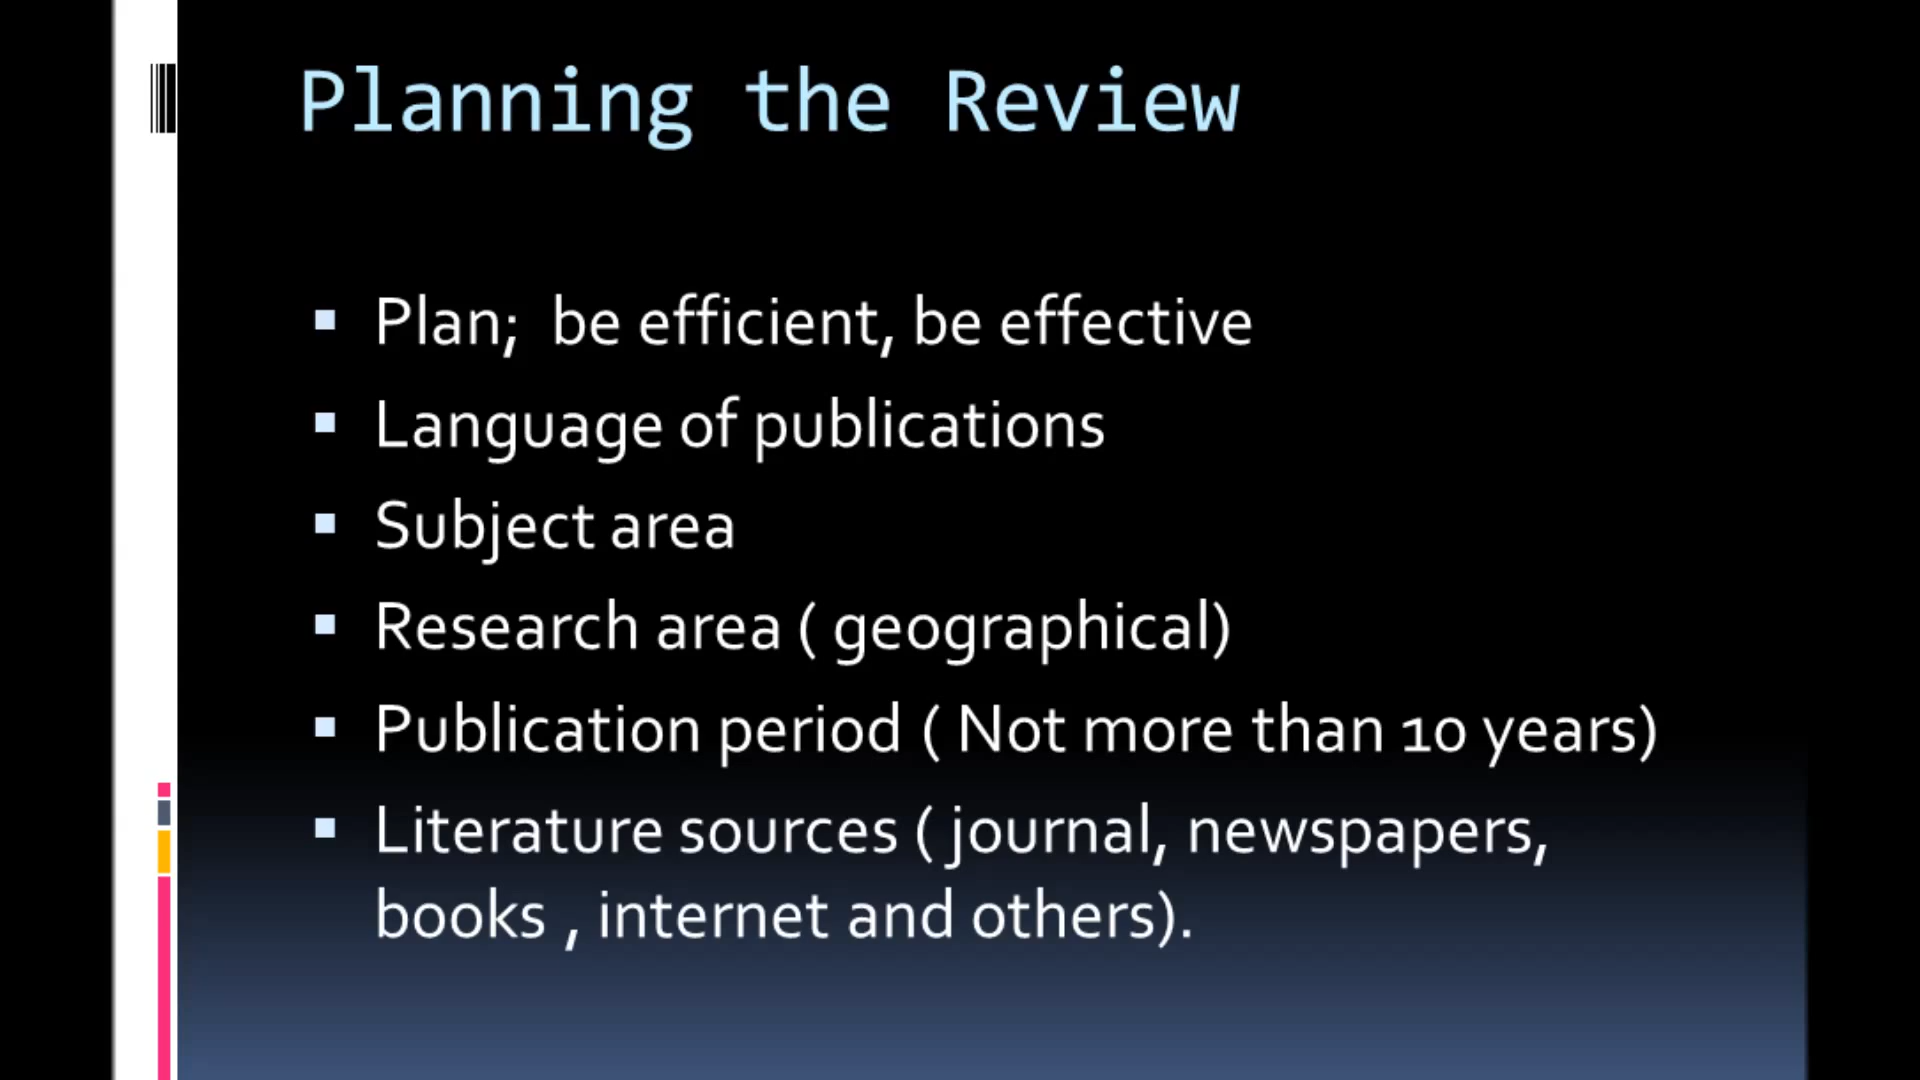 Planning the Review
▪ Plan;  be efficient, be effective
▪ Language of publications
▪ Subject area
▪ Research area ( geographical)
▪ Publication period ( Not more than 10 years)
▪ Literature sources ( journal, newspapers,
books , internet and others).